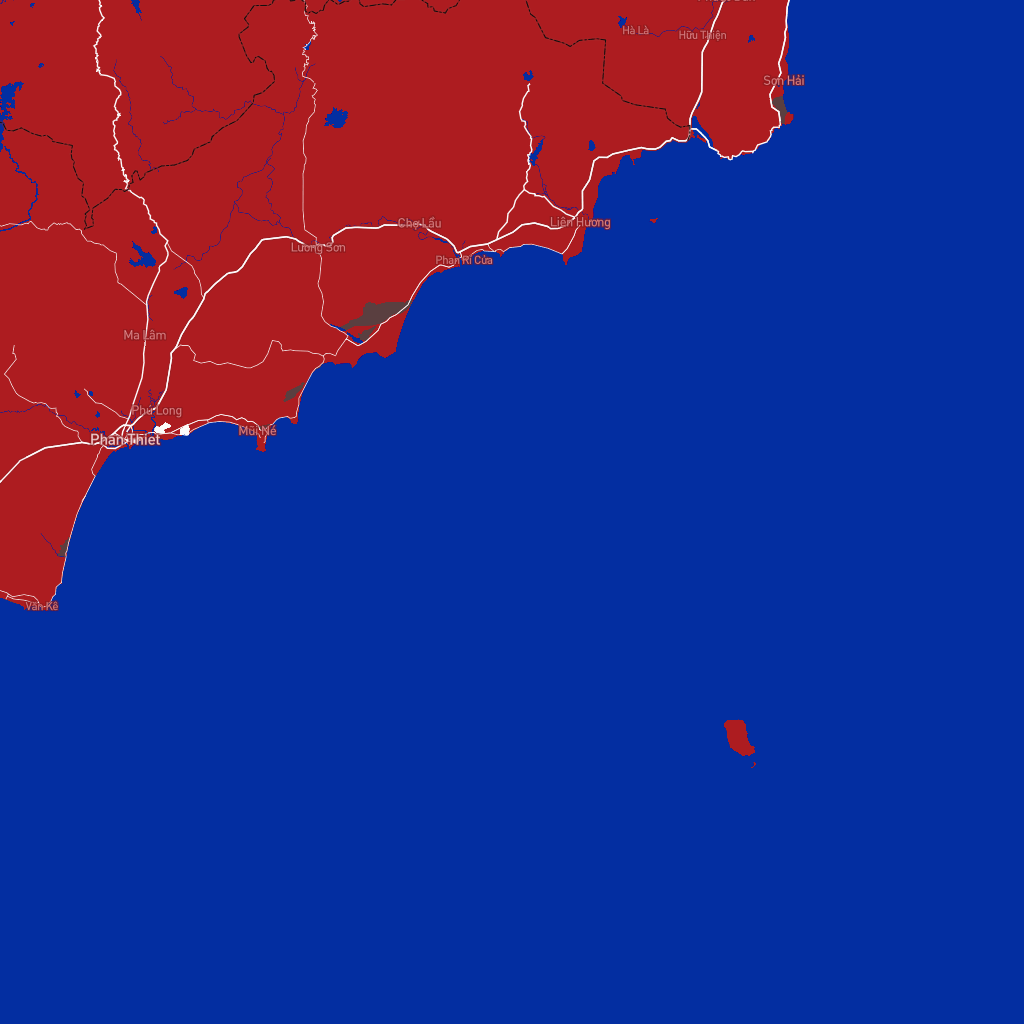 Hà Là
Hữu Thiện
Sơn Hải
Chợ Lầu
Liên Hương
Lương Sơn
Phan Rí Cửa
Ma Lâm
Phú Long
Mũi Né
Phan Thiet
Văn Kê